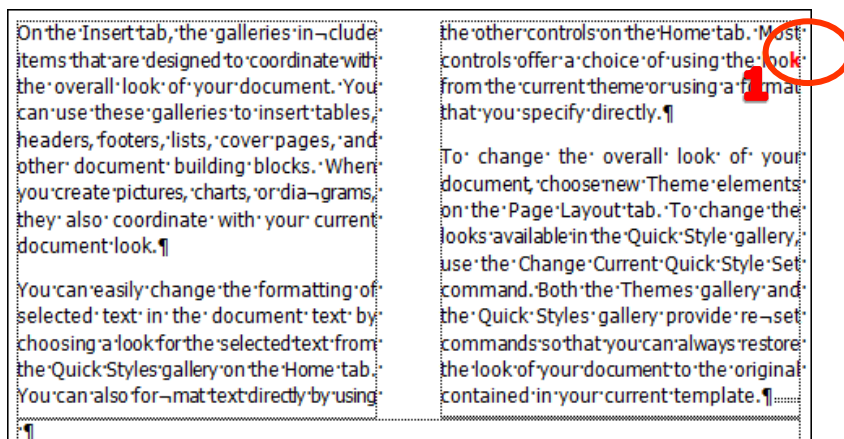 On the Insert tab, the galleries in¬clude
items that are designed to coordinate with
the overall look of your document. You
can use these galleries to insert tables,
headers, footers, lists, cover pages, and
other document building blocks. When
you create pictures, charts, or dia¬grams,
they also coordinate with your current
document look.¶
You can easily change the formatting of
selected text in the document text by
choosing a look for the selected text from
the Quick Styles gallery on the Home tab.
You can also for¬mat text directly by using
the other controls on the Home tab. Most
controls offer a choice of using the look
from the current theme or using a format
that you specify directly.¶
1
To change the overall look of your
document, choose new Theme elements
on the Page Layout tab. To change the
looks available in the Quick Style gallery,
use the Change Current Quick Style Set
command. Both the Themes gallery and
the Quick Styles gallery provide re¬set
commands so that you can always restore
the look of your document to the original
contained in your current template.¶
¶